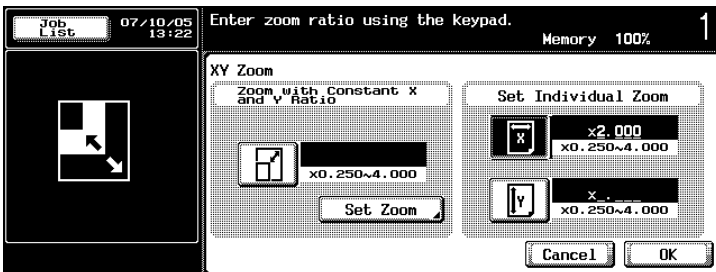 Job
List
07/10/05
13:22
Enter zoom ratio using the keypad.
Memory 100%
1
XY Zoom
Zoom with Constant X
and Y Ratio
x0.250~4.000
Set Zoom
Set Individual Zoom
X
x2.000
x0.250~4.000
Y
x_.___
x0.250~4.000
Cancel
OK